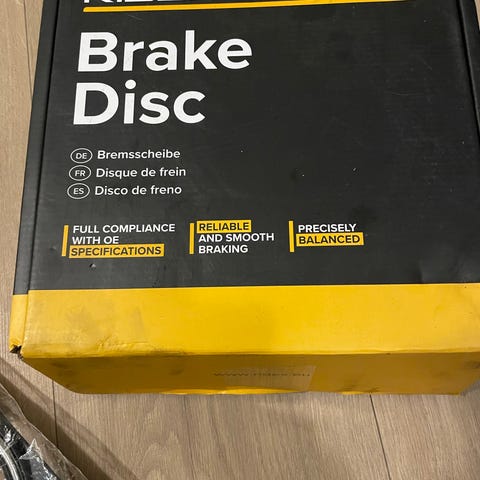 Brake
Disc
DE Bremsscheibe
FR Disque de frein
ES Disco de freno
FULL COMPLIANCE
WITH OE
SPECIFICATIONS
RELIABLE
AND SMOOTH
BRAKING
PRECISELY
BALANCED